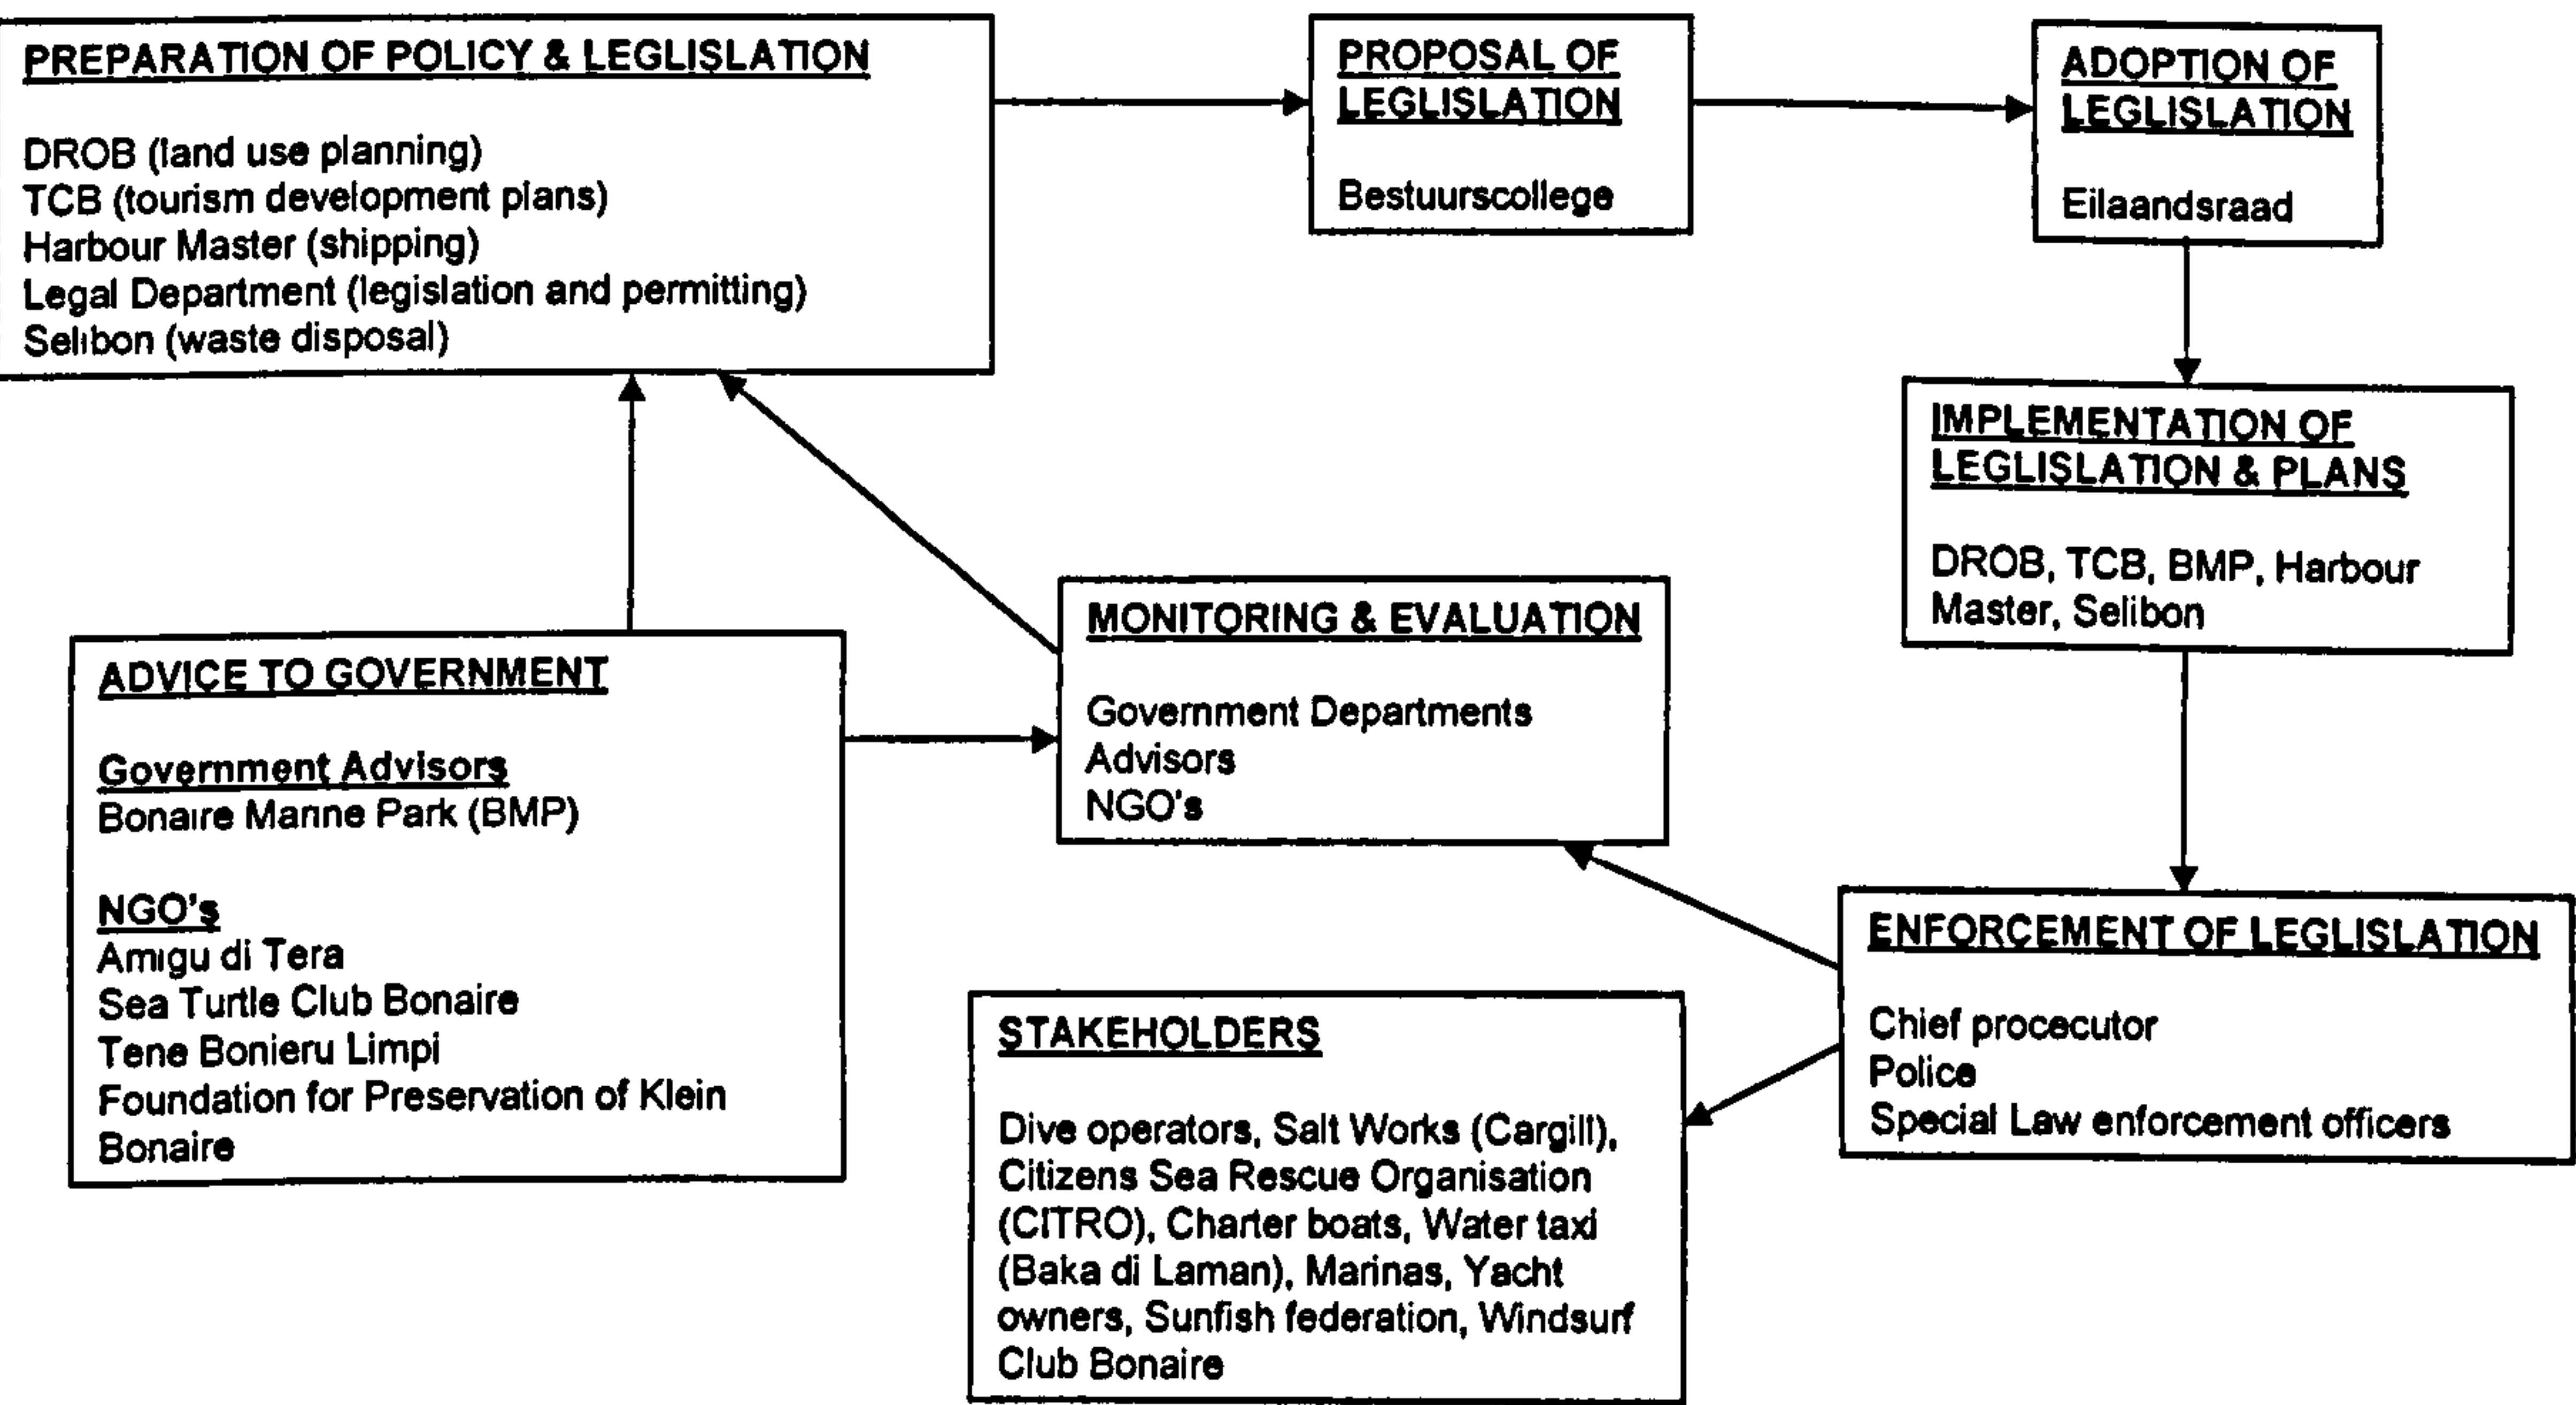 PREPARATION OF POLICY & LEGLISLATION
DROB (land use planning)
TCB (tourism development plans)
Harbour Master (shipping)
Legal Department (legislation and permitting)
Selibon (waste disposal)
PROPOSAL OF
LEGLISLATION
Bestuurscollege
ADOPTION OF
LEGLISLATION
Eilaandsraad
IMPLEMENTATION OF
LEGLISLATION & PLANS
DROB, TCB, BMP, Harbour
Master, Selibon
MONITORING & EVALUATION
Government Departments
Advisors
NGO's
ADVICE TO GOVERNMENT
Government Advisors
Bonaire Marine Park (BMP)
NGO's
Amigu di Tera
Sea Turtle Club Bonaire
Tene Bonieru Limpi
Foundation for Preservation of Klein
Bonaire
ENFORCEMENT OF LEGLISLATION
Chief procecutor
Police
Special Law enforcement officers
STAKEHOLDERS
Dive operators, Salt Works (Cargill),
Citizens Sea Rescue Organisation
(CITRO), Charter boats, Water taxi
(Baka di Laman), Marinas, Yacht
owners, Sunfish federation, Windsurf
Club Bonaire